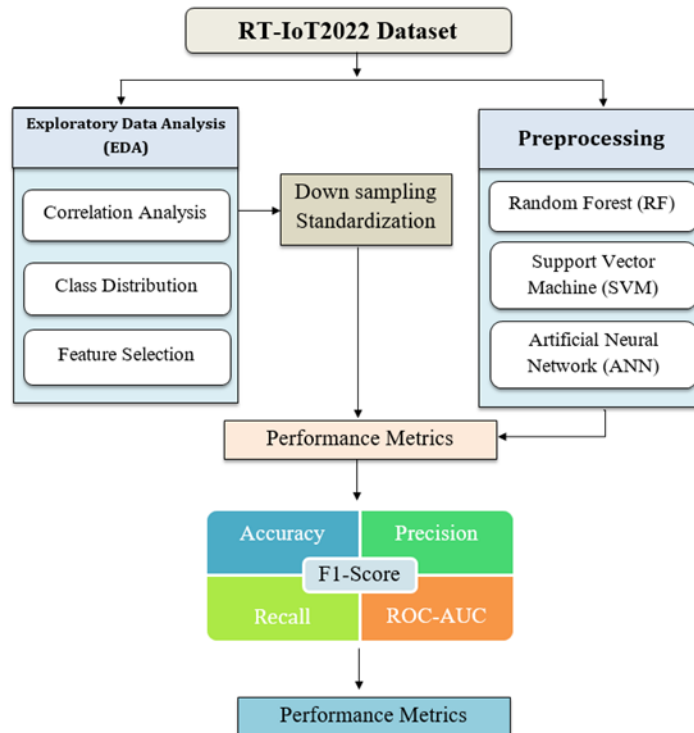 RT-IoT2022 Dataset
Exploratory Data Analysis
(EDA)
Correlation Analysis
Class Distribution
Feature Selection
Down sampling
Standardization
Preprocessing
Random Forest (RF)
Support Vector
Machine (SVM)
Artificial Neural
Network (ANN)
Performance Metrics
Accuracy
Precision
F1-Score
Recall
ROC-AUC
Performance Metrics